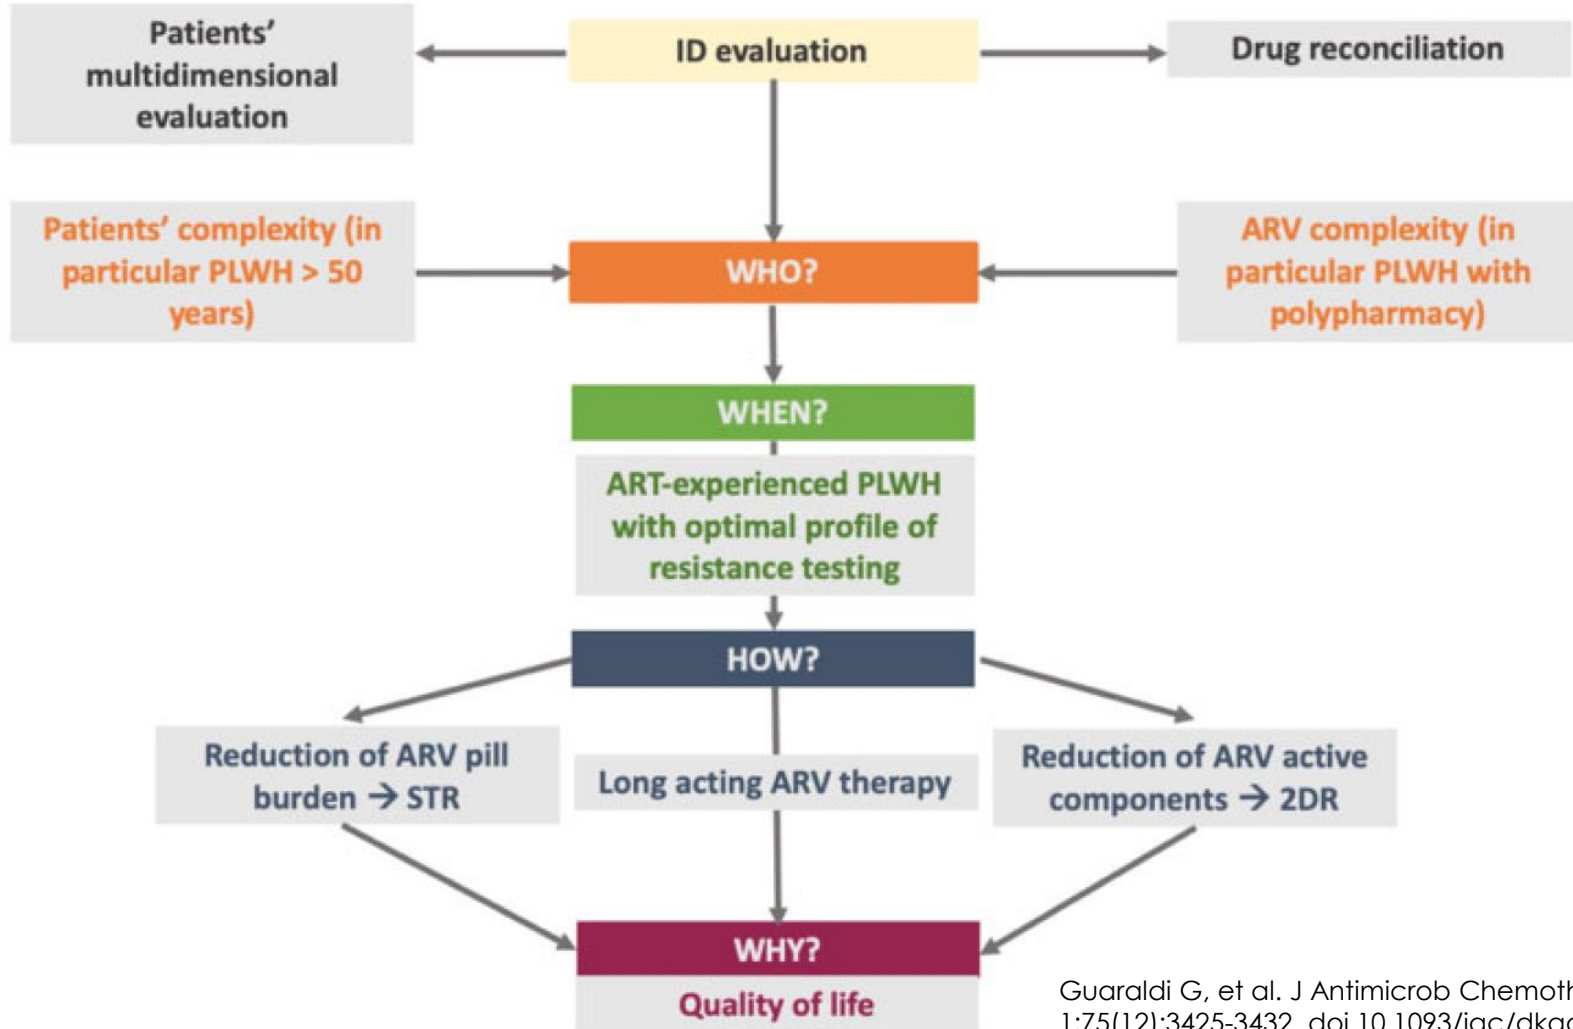 Patients'
multidimensional
evaluation
ID evaluation
Drug reconciliation
Patients' complexity (in
particular PLWH > 50
years)
WHO?
ARV complexity (in
particular PLWH with
polypharmacy)
WHEN?
ART-experienced PLWH
with optimal profile of
resistance testing
HOW?
Reduction of ARV pill
burden → STR
Long acting ARV therapy
Reduction of ARV active
components → 2DR
WHY?
Quality of life
Guaraldi G, et al. J Antimicrob Chemoth
1;75(12):3425-3432. doi 10.1093/jac/dkaa